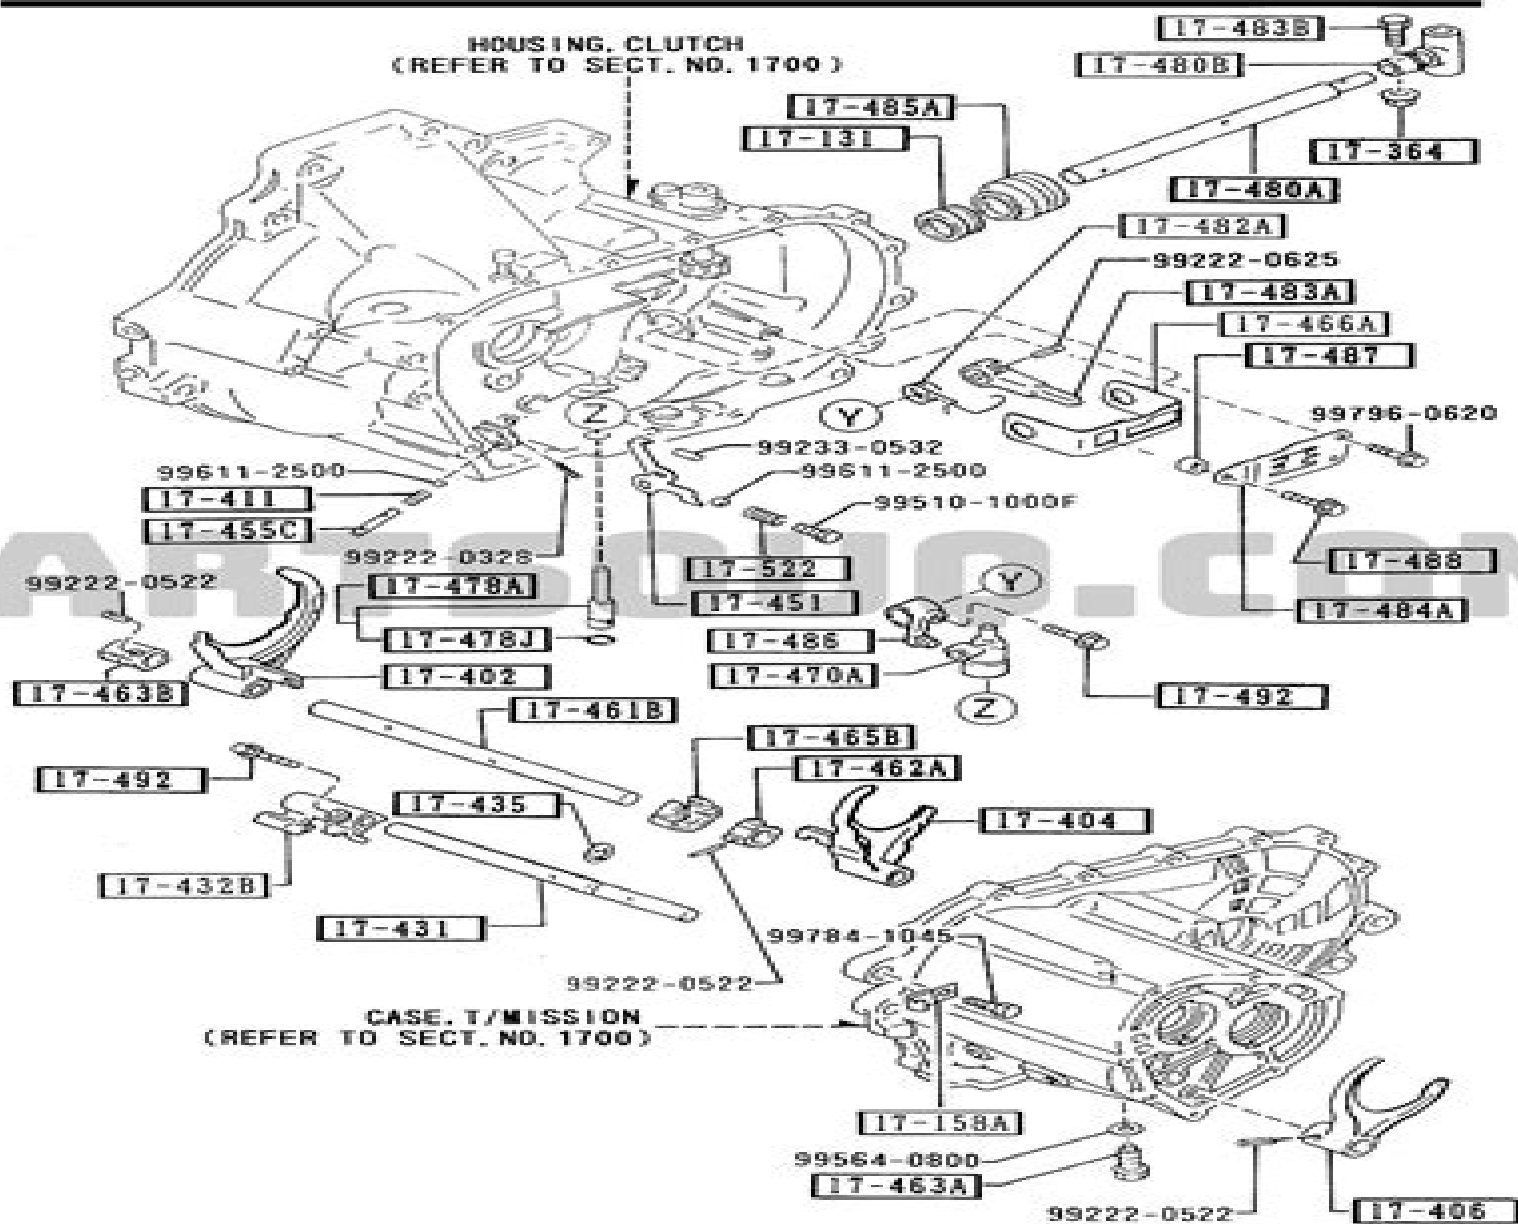 17-483B
HOUSING, CLUTCH
(REFER TO SECT. NO. 1700)
17-480B
17-485A
17-131
17-364
17-480A
17-482A
99222-0625
17-483A
17-466A
17-487
99796-0620
Y
Z
99233-0532
99611-2500
99611-2500
17-411
99510-1000F
17-455C
99222-0328
17-522
17-488
99222-0522
17-478A
Y
17-451
17-484A
17-478J
17-486
17-402
17-470A
17-463B
17-492
17-461B
Z
17-465B
17-492
17-462A
17-435
17-404
17-432B
17-431
99784-1045
99222-0522
CASE, T/MISSION
(REFER TO SECT. NO. 1700)
17-158A
99564-0800
17-463A
99222-0522
17-406
ARTSOUQ.COM